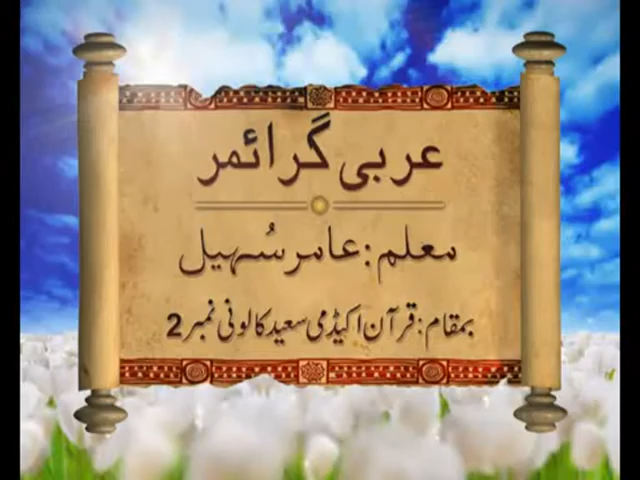 عربی گرائمر
معلم: عامر سُہیل
بمقام: قرآن اکیڈمی سعید کالونی نمبر 2